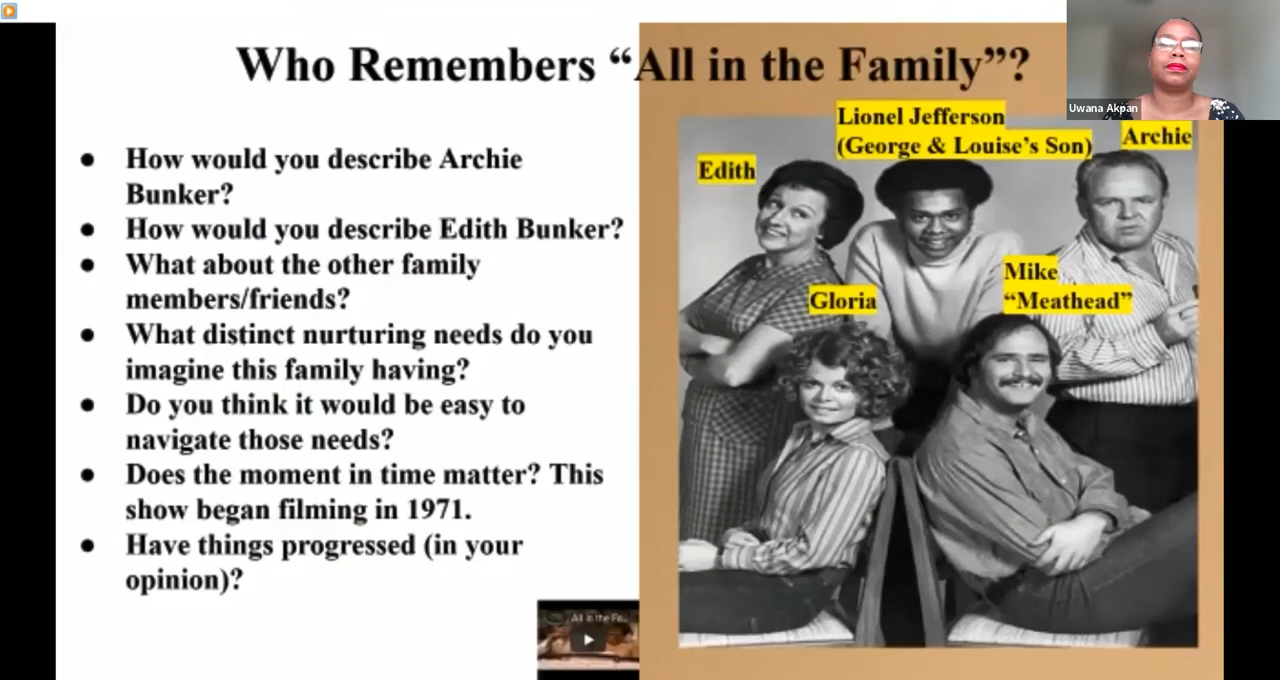 Who Remembers “All in the Family”?
● How would you describe Archie
Bunker?
● How would you describe Edith Bunker?
● What about the other family
members/friends?
● What distinct nurturing needs do you
imagine this family having?
● Do you think it would be easy to
navigate those needs?
● Does the moment in time matter? This
show began filming in 1971.
● Have things progressed (in your
opinion)?
All in the Fa...
Edith
Lionel Jefferson
(George & Louise’s Son)
Archie
Gloria
Mike
“Meathead”
Uwana Akpan